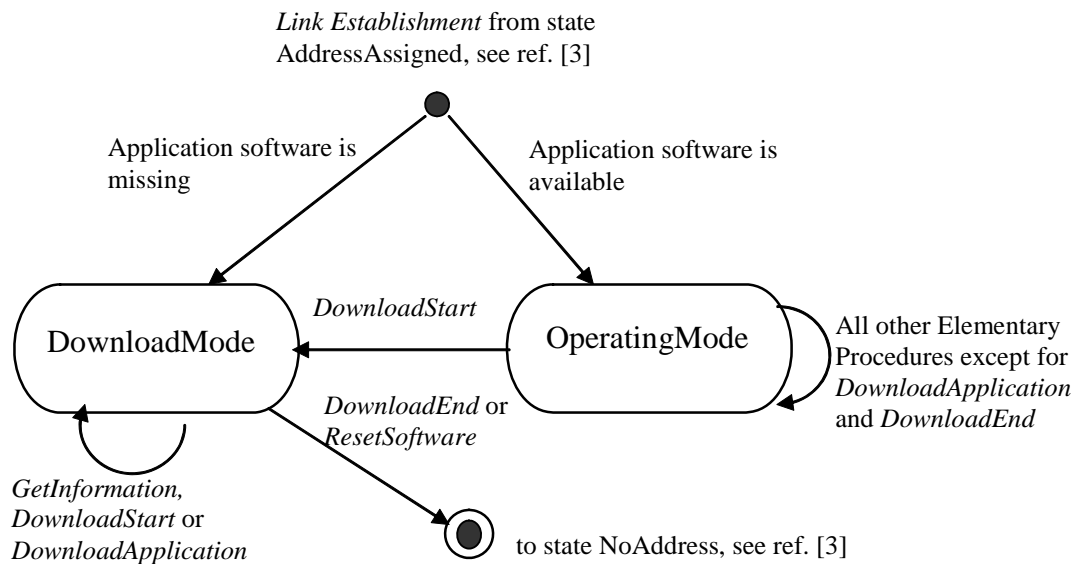 Link Establishment from state
AddressAssigned, see ref. [3]
Application software is
missing
Application software is
available
DownloadMode
DownloadStart
OperatingMode
All other Elementary
Procedures except for
DownloadApplication
and DownloadEnd
DownloadEnd or
ResetSoftware
GetInformation,
DownloadStart or
DownloadApplication
to state NoAddress, see ref. [3]